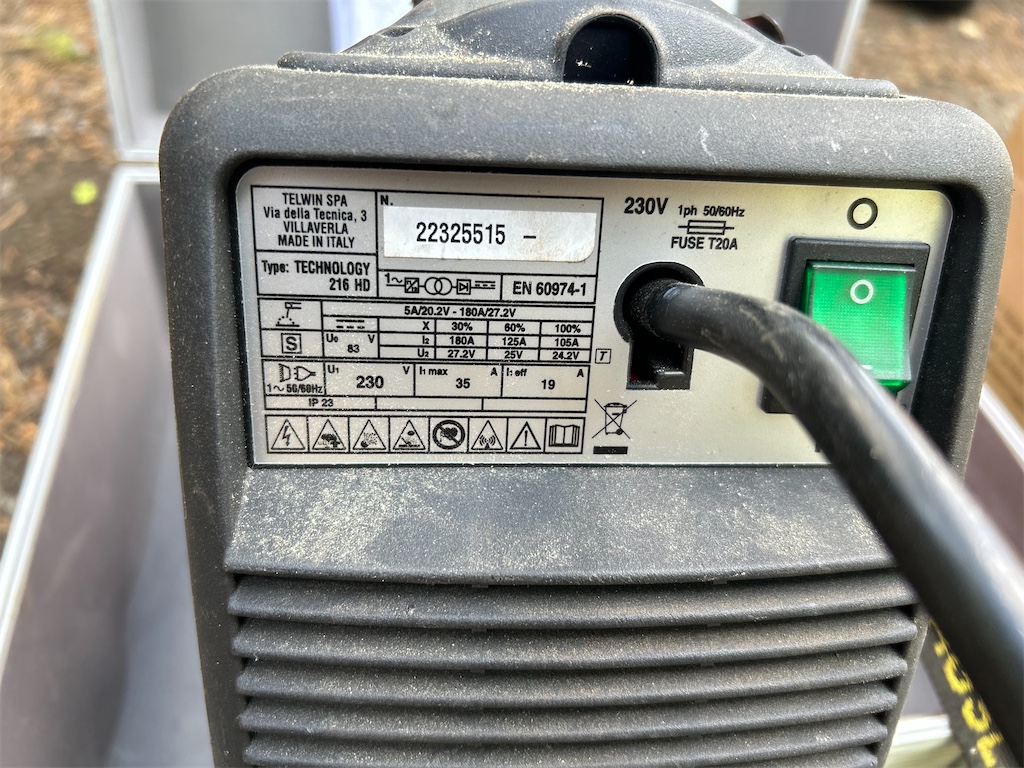 TELWIN SPA
Via della Tecnica, 3
VILLAVERLA
MADE IN ITALY
N.
22325515 -
Type: TECHNOLOGY
216 HD
1~
EN 60974-1
5A/20.2V - 180A/27.2V
X 30% 60% 100%
S
U0 83 V
I2 180A 125A 105A
U2 27.2V 25V 24.2V
T
1~50/60Hz
U1 230 V
I1 max 35 A
I1 eff 19 A
IP 23
230V
1ph 50/60Hz
FUSE T20A
O
O